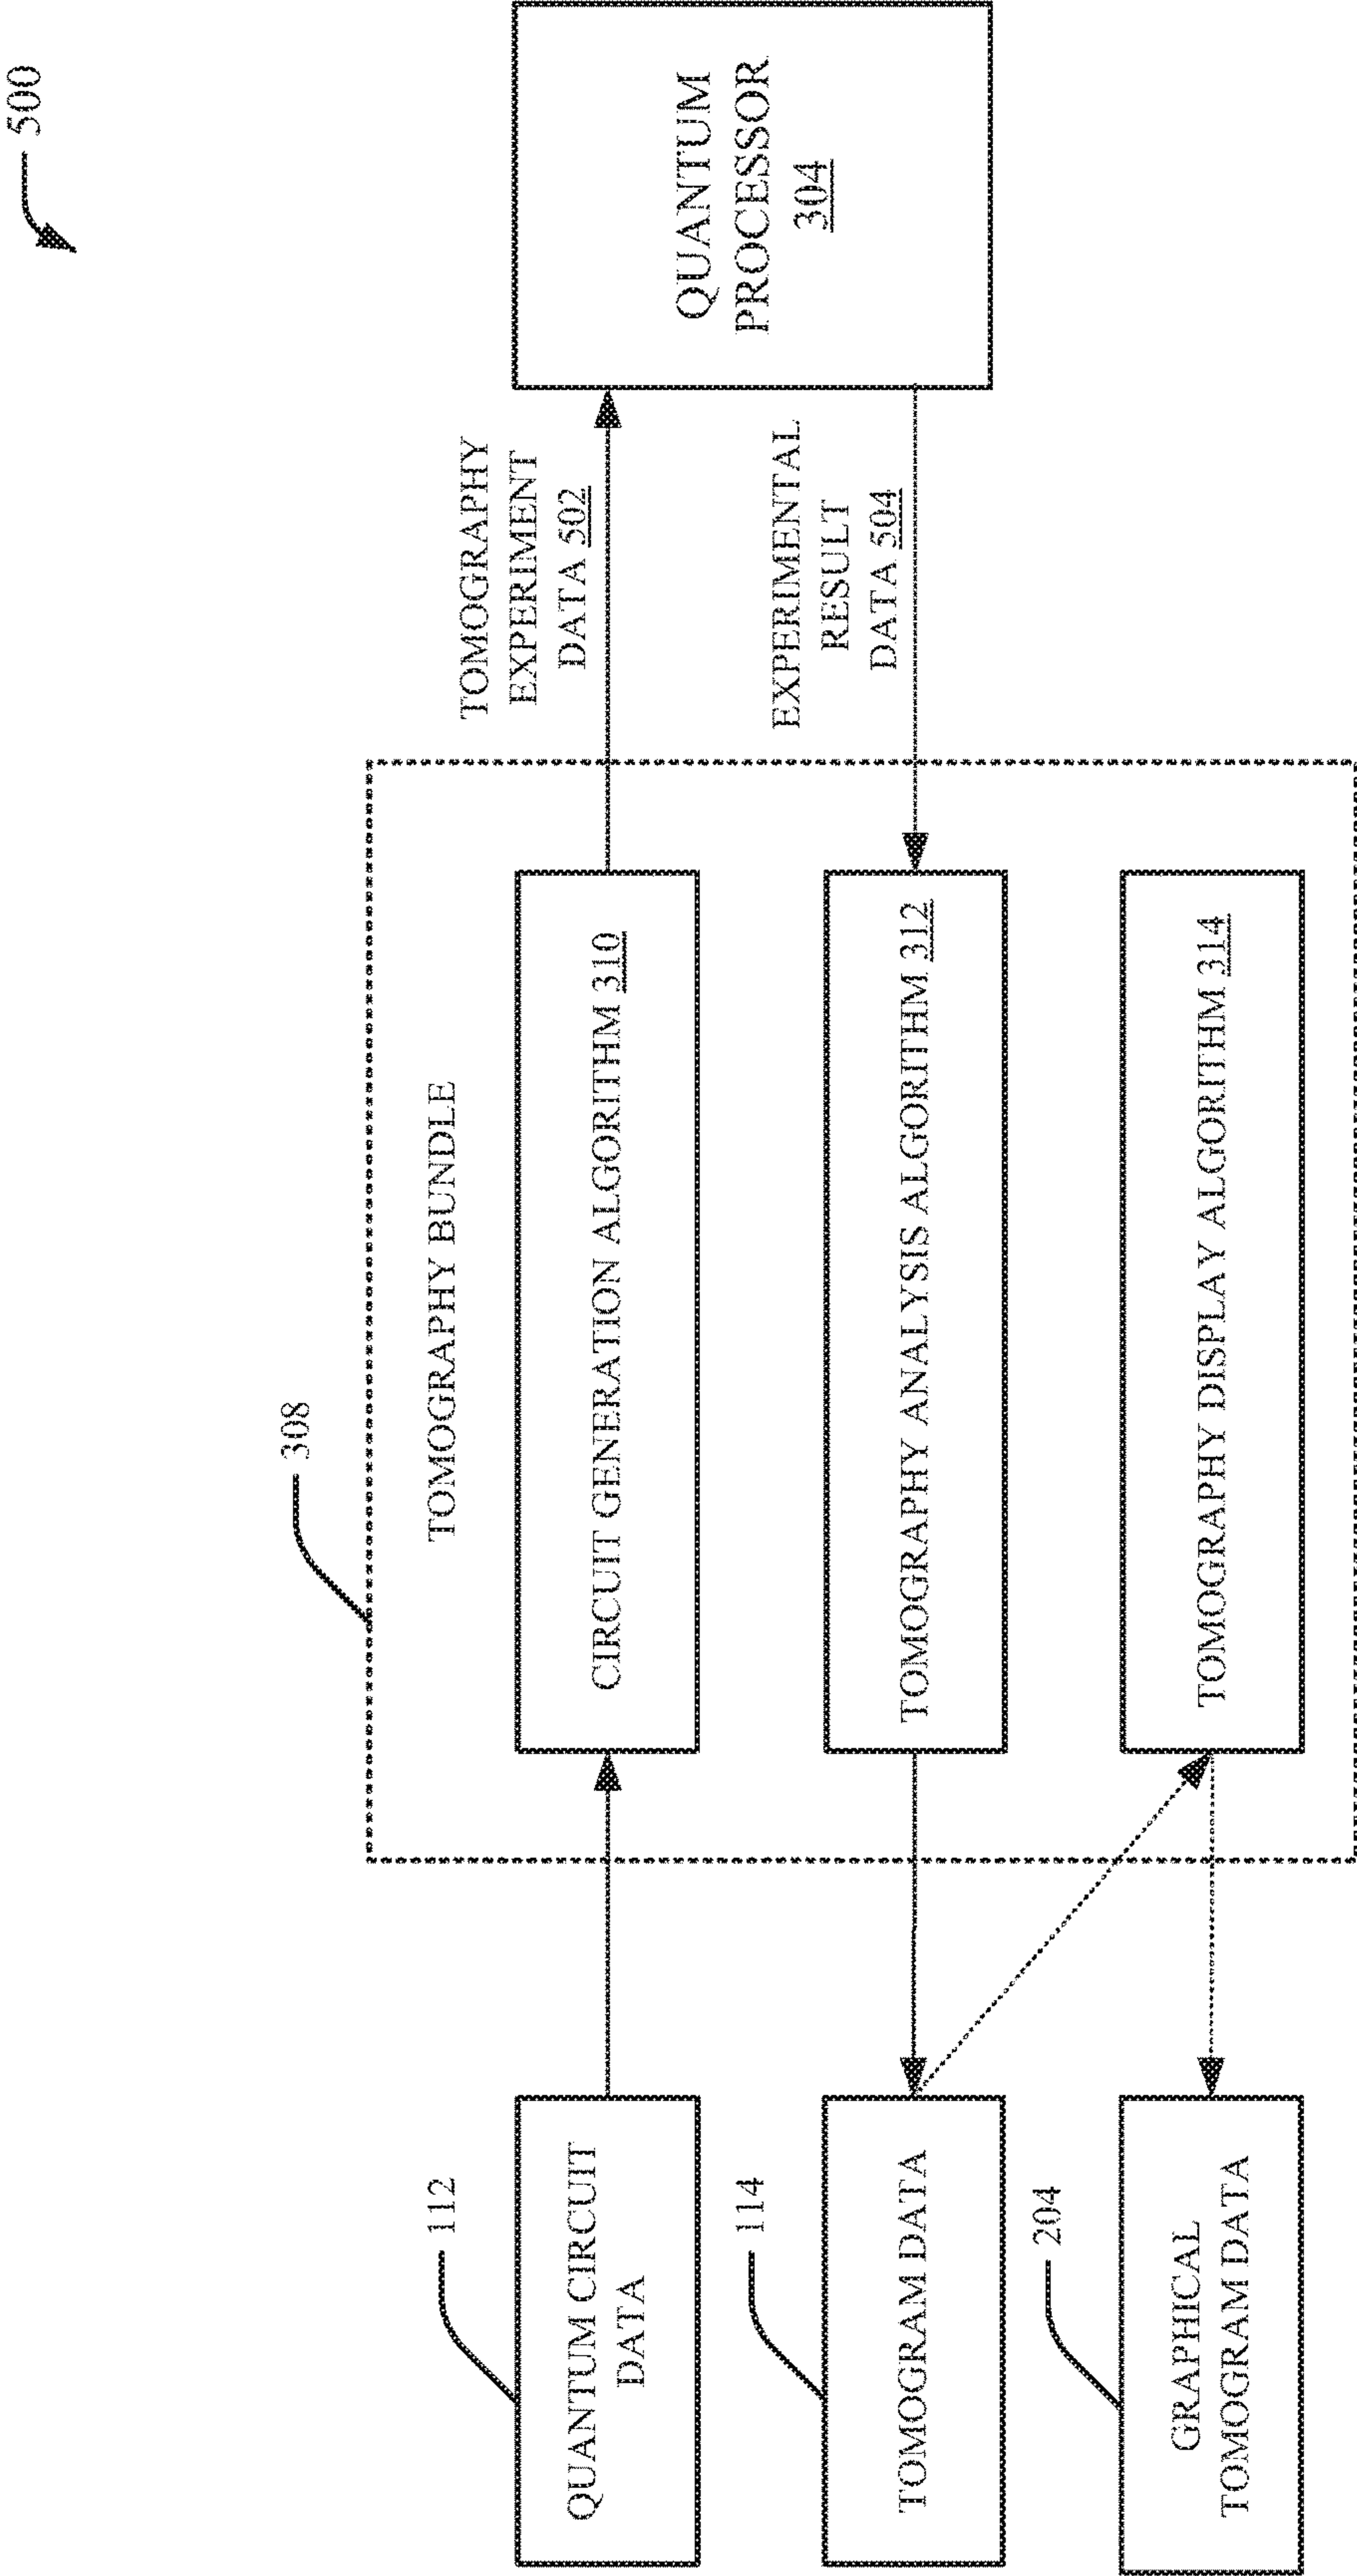 500
308
TOMOGRAPHY BUNDLE
112
QUANTUM CIRCUIT
DATA
CIRCUIT GENERATION ALGORITHM 310
TOMOGRAPHY
EXPERIMENT
DATA 502
QUANTUM
PROCESSOR
304
114
TOMOGRAM DATA
TOMOGRAPHY ANALYSIS ALGORITHM 312
EXPERIMENTAL
RESULT
DATA 504
204
GRAPHICAL
TOMOGRAM DATA
TOMOGRAPHY DISPLAY ALGORITHM 314